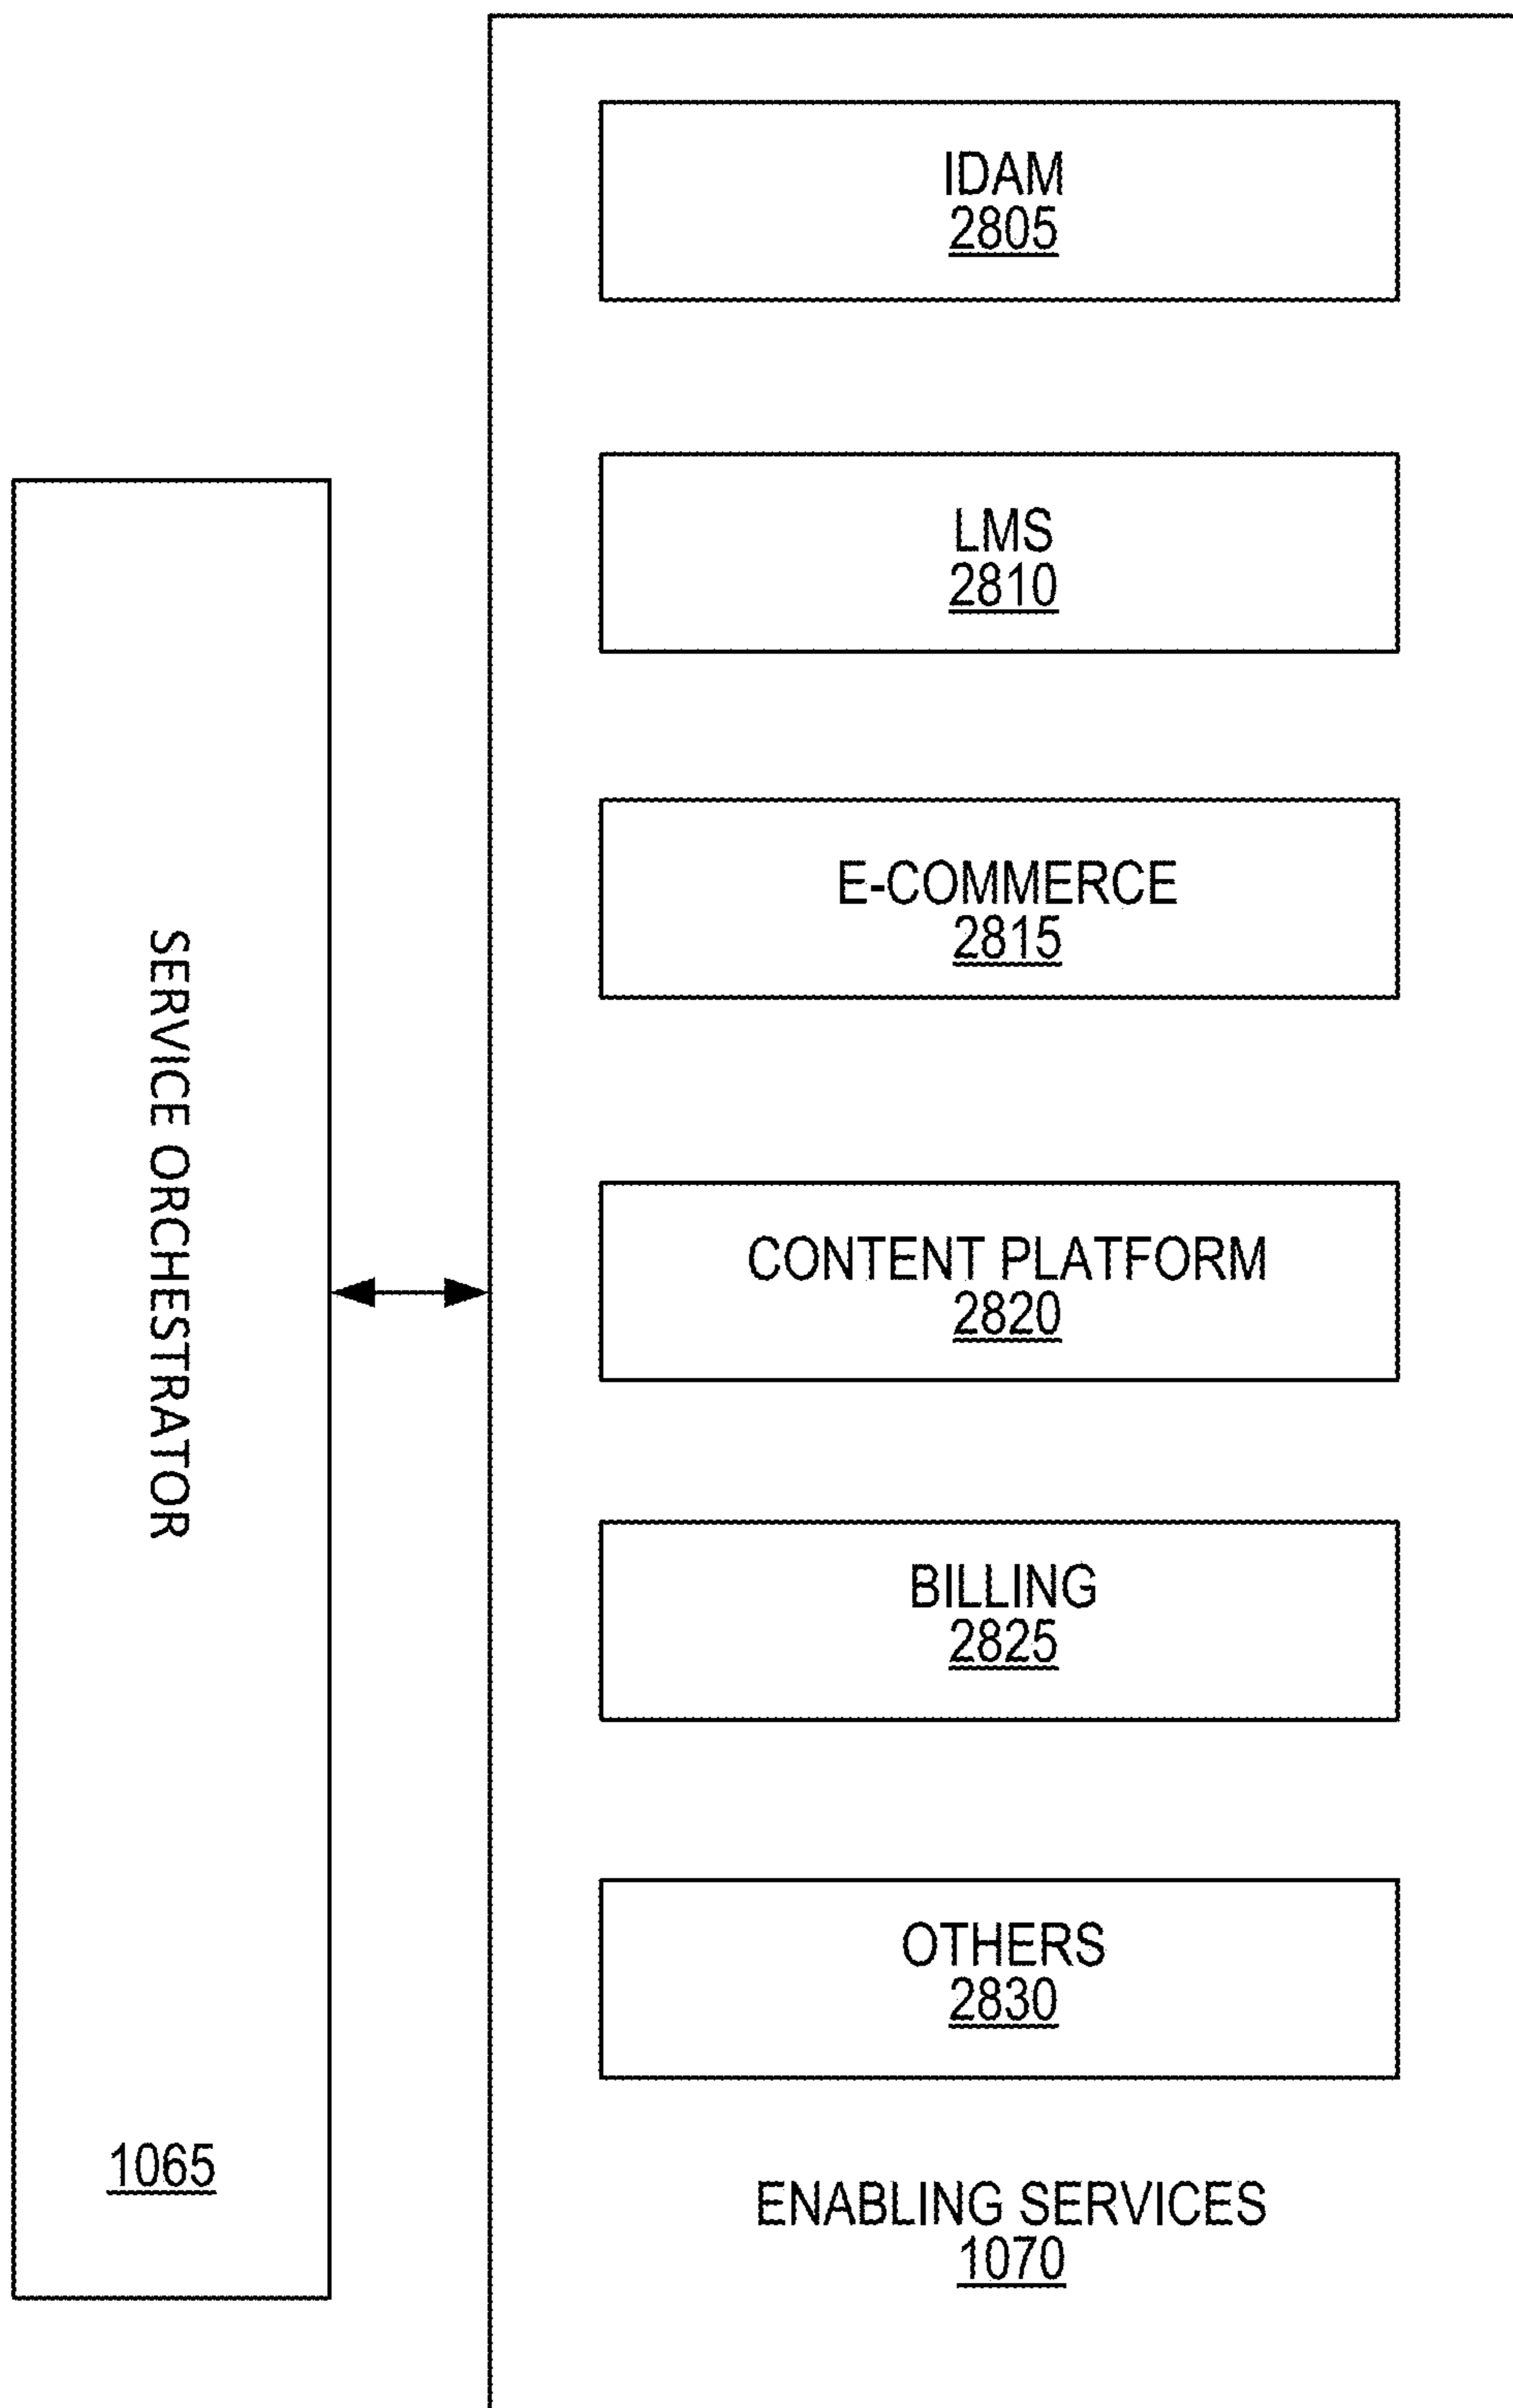 SERVICE ORCHESTRATOR
1065
IDAM
2805
LMS
2810
E-COMMERCE
2815
CONTENT PLATFORM
2820
BILLING
2825
OTHERS
2830
ENABLING SERVICES
1070